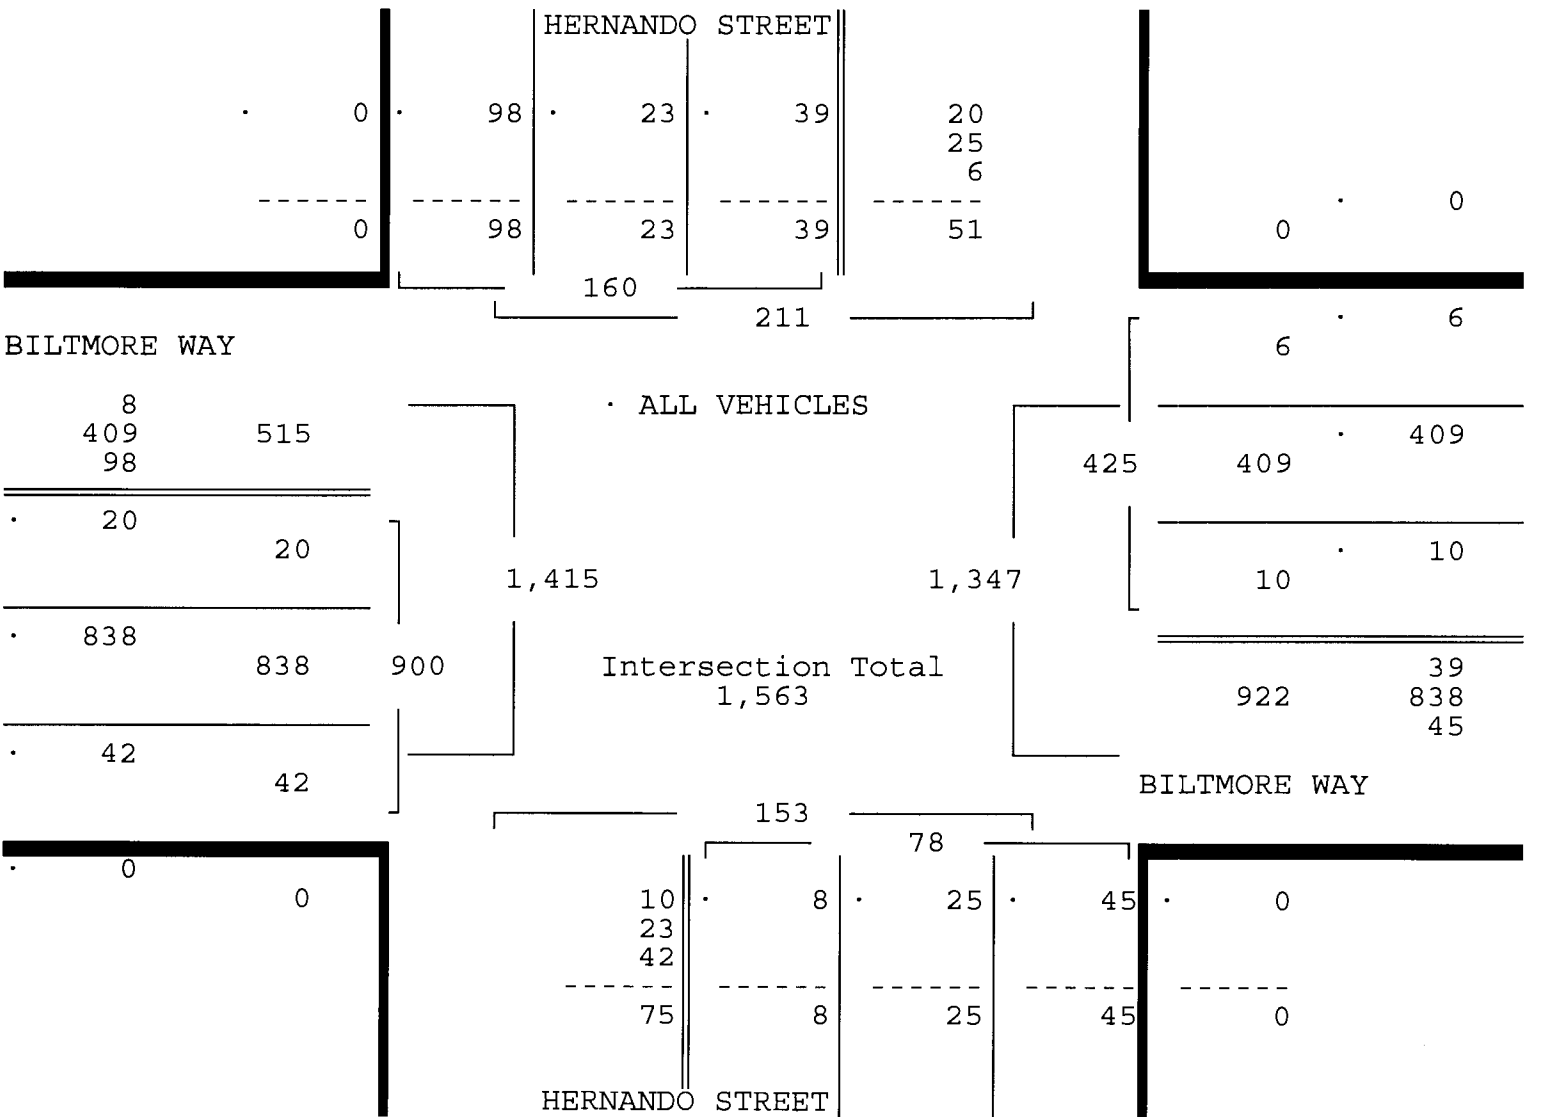 HERNANDO STREET
· 0 · 98 · 23 · 39 20
25
6
------ ------ ------ ------ ------ · 0
0 98 23 39 51 0
160
211 · 6
BILTMORE WAY 6
8 · ALL VEHICLES
409 515 · 409
98 425 409
· 20
20 · 10
1,415 1,347 10
· 838
838 900 Intersection Total 39
1,563 922 838
45
· 42
42 BILTMORE WAY
153
78
· 0
0 10 · 8 · 25 · 45 · 0
23
42
------ ------ ------ ------ ------
75 8 25 45 0
HERNANDO STREET